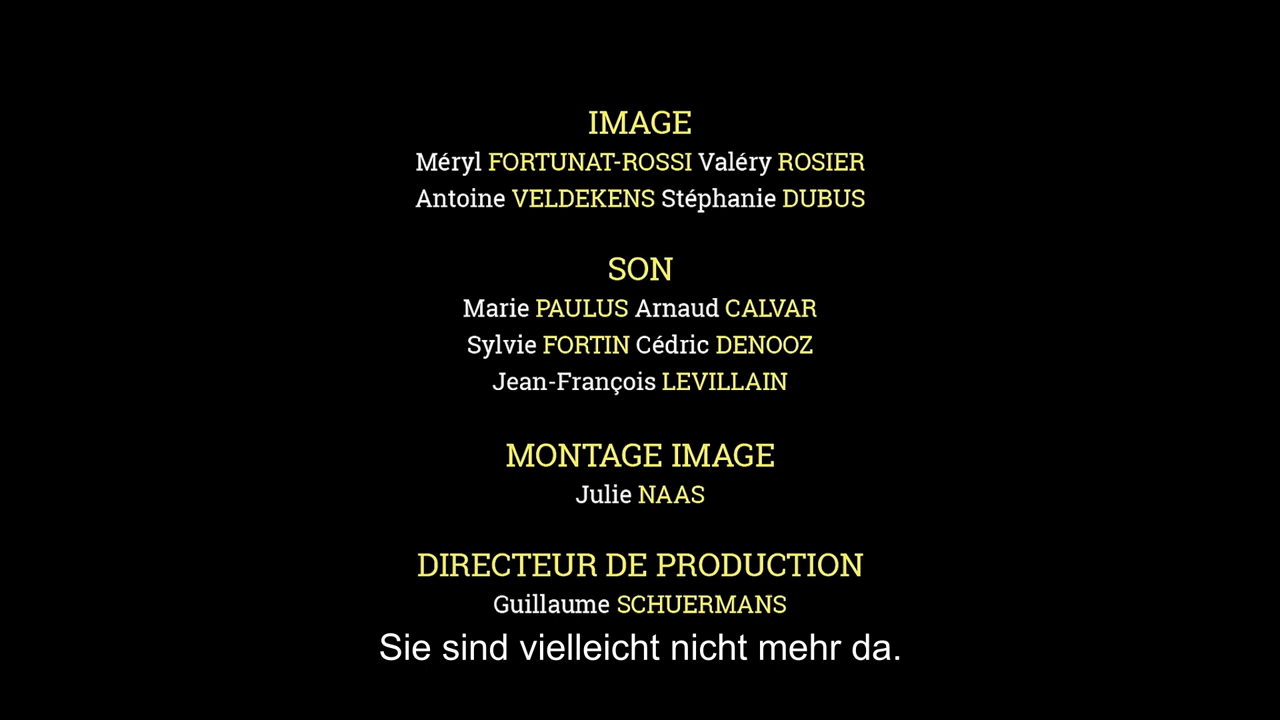 IMAGE
Méryl FORTUNAT-ROSSI Valéry ROSIER
Antoine VELDEKENS Stéphanie DUBUS
SON
Marie PAULUS Arnaud CALVAR
Sylvie FORTIN Cédric DENOOZ
Jean-François LEVILLAIN
MONTAGE IMAGE
Julie NAAS
DIRECTEUR DE PRODUCTION
Guillaume SCHUERMANS
Sie sind vielleicht nicht mehr da.